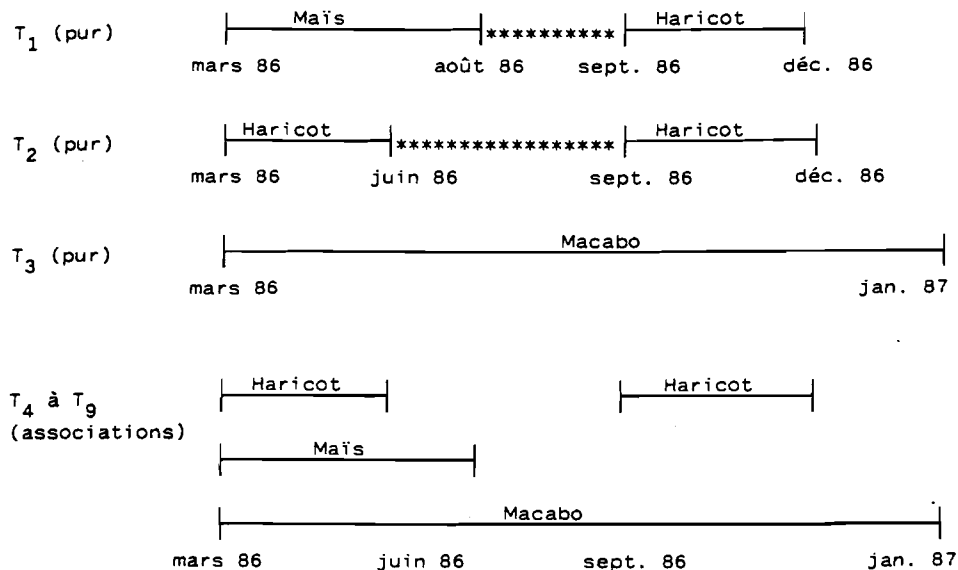 Maïs Haricot
T1 (pur) **********
mars 86 août 86 sept. 86 déc. 86
Haricot Haricot
T2 (pur) ****************
mars 86 juin 86 sept. 86 déc. 86
Macabo
T3 (pur)
mars 86 jan. 87
Haricot Haricot
T4 à T9
(associations)
Maïs
Macabo
mars 86 juin 86 sept. 86 jan. 87